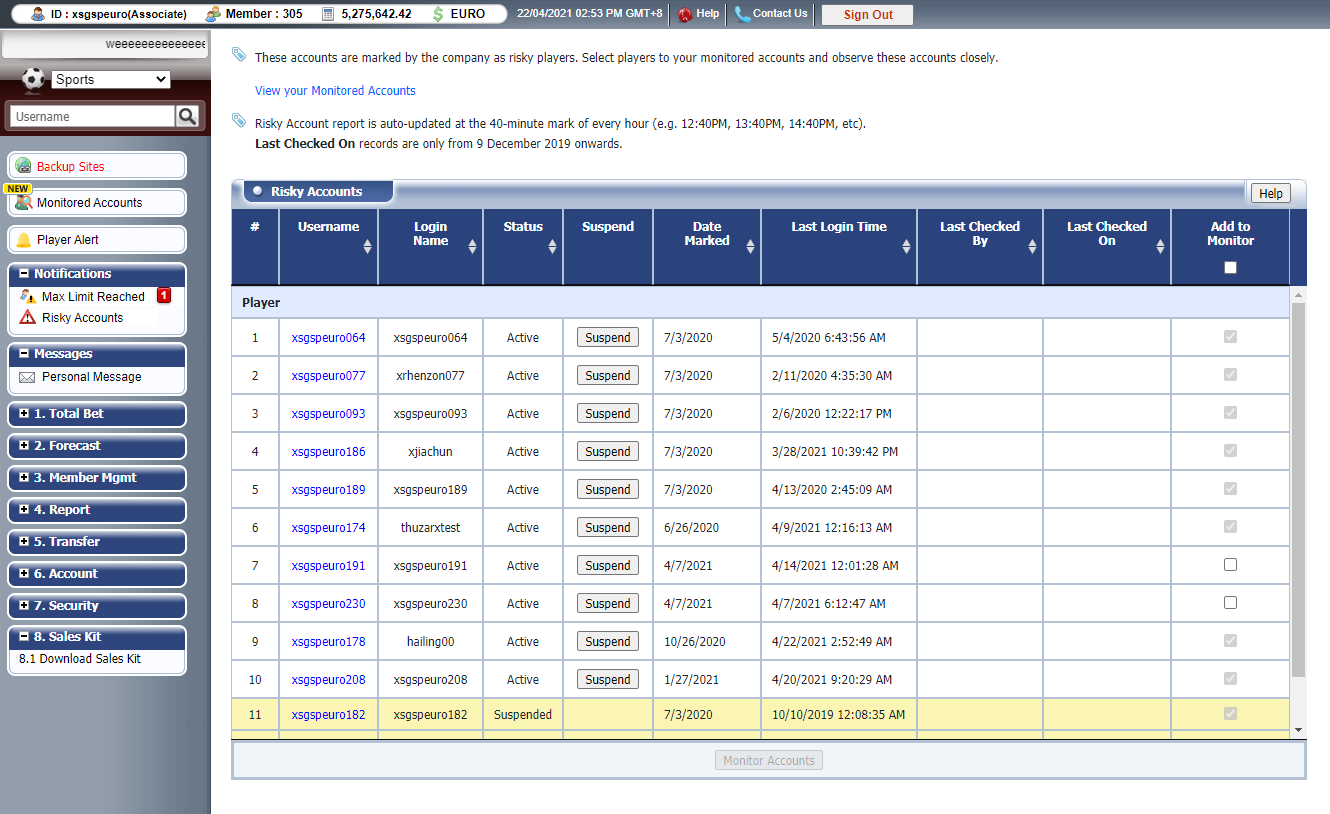 ID : xsgspeuro(Associate) Member : 305 5,275,642.42 $ EURO 22/04/2021 02:53 PM GMT+8 Help Contact Us Sign Out
Sports
Username
Backup Sites
NEW
Monitored Accounts
Player Alert
Notifications
Max Limit Reached 1
Risky Accounts
Messages
Personal Message
1. Total Bet
2. Forecast
3. Member Mgmt
4. Report
5. Transfer
6. Account
7. Security
8. Sales Kit
8.1 Download Sales Kit
These accounts are marked by the company as risky players. Select players to your monitored accounts and observe these accounts closely.
View your Monitored Accounts
Risky Account report is auto-updated at the 40-minute mark of every hour (e.g. 12:40PM, 13:40PM, 14:40PM, etc).
Last Checked On records are only from 9 December 2019 onwards.
Risky Accounts Help
# Username Login Name Status Suspend Date Marked Last Login Time Last Checked By Last Checked On Add to Monitor
Player
1 xsgspeuro064 xsgspeuro064 Active Suspend 7/3/2020 5/4/2020 6:43:56 AM
2 xsgspeuro077 xrhenzon077 Active Suspend 7/3/2020 2/11/2020 4:35:30 AM
3 xsgspeuro093 xsgspeuro093 Active Suspend 7/3/2020 2/6/2020 12:22:17 PM
4 xsgspeuro186 xjiachun Active Suspend 7/3/2020 3/28/2021 10:39:42 PM
5 xsgspeuro189 xsgspeuro189 Active Suspend 7/3/2020 4/13/2020 2:45:09 AM
6 xsgspeuro174 thuzarxtest Active Suspend 6/26/2020 4/9/2021 12:16:13 AM
7 xsgspeuro191 xsgspeuro191 Active Suspend 4/7/2021 4/14/2021 12:01:28 AM
8 xsgspeuro230 xsgspeuro230 Active Suspend 4/7/2021 4/7/2021 6:12:47 AM
9 xsgspeuro178 hailing00 Active Suspend 10/26/2020 4/22/2021 2:52:49 AM
10 xsgspeuro208 xsgspeuro208 Active Suspend 1/27/2021 4/20/2021 9:20:29 AM
11 xsgspeuro182 xsgspeuro182 Suspended 7/3/2020 10/10/2019 12:08:35 AM
Monitor Accounts